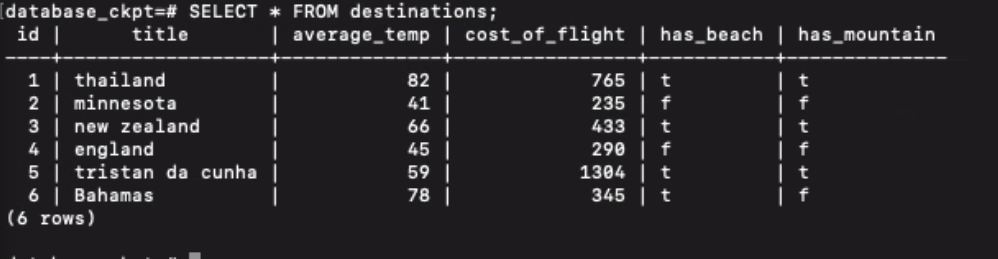 database_ckpt=# SELECT * FROM destinations;
 id |       title       | average_temp | cost_of_flight | has_beach | has_mountain
----+-------------------+--------------+----------------+-----------+--------------
  1 | thailand          |           82 |            765 | t         | t
  2 | minnesota         |           41 |            235 | f         | f
  3 | new zealand       |           66 |            433 | t         | t
  4 | england           |           45 |            290 | f         | f
  5 | tristan da cunha  |           59 |           1304 | t         | t
  6 | Bahamas           |           78 |            345 | t         | f
(6 rows)